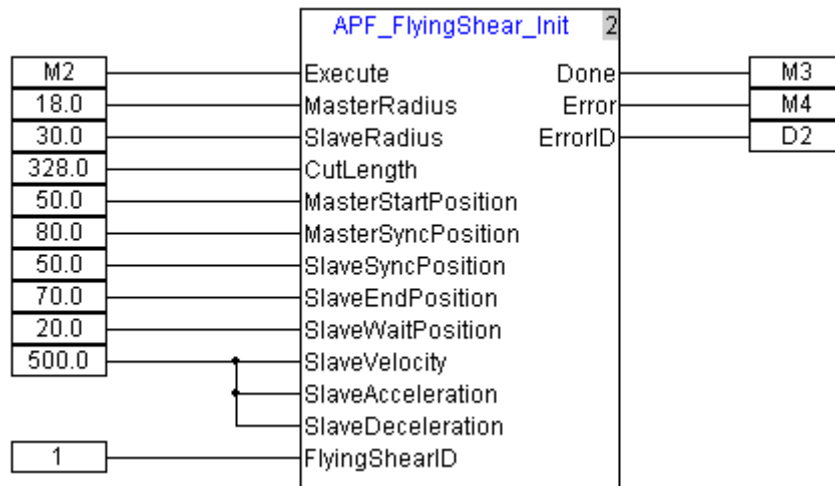 APF_FlyingShear_Init 2
M2 Execute Done M3
18.0 MasterRadius Error M4
30.0 SlaveRadius ErrorID D2
328.0 CutLength
50.0 MasterStartPosition
80.0 MasterSyncPosition
50.0 SlaveSyncPosition
70.0 SlaveEndPosition
20.0 SlaveWaitPosition
500.0 SlaveVelocity
SlaveAcceleration
SlaveDeceleration
1 FlyingShearID